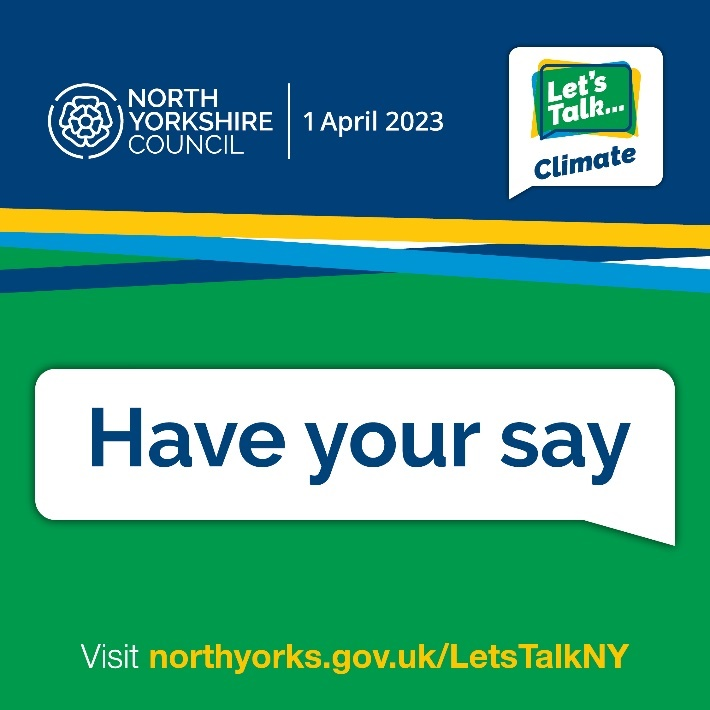 NORTH
YORKSHIRE
COUNCIL
1 April 2023
Let's
Talk...
Climate
Have your say
Visit northyorks.gov.uk/LetsTalkNY